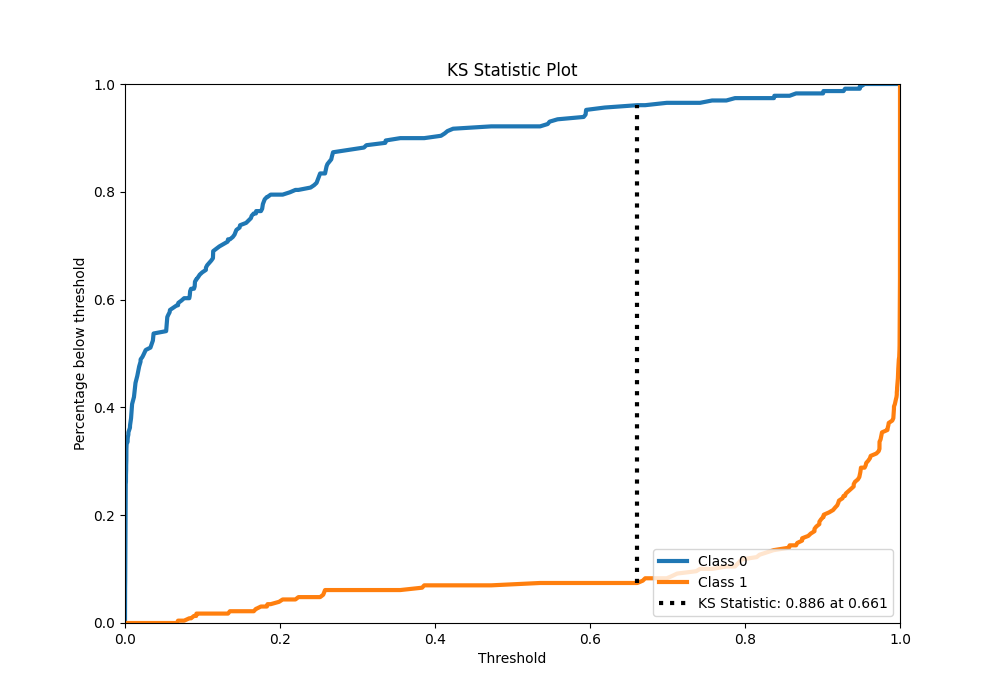 KS Statistic Plot
1.0
0.8
0.6
0.4
0.2
0.0
Percentage below threshold
0.0 0.2 0.4 0.6 0.8 1.0
Threshold
Class 0
Class 1
KS Statistic: 0.886 at 0.661